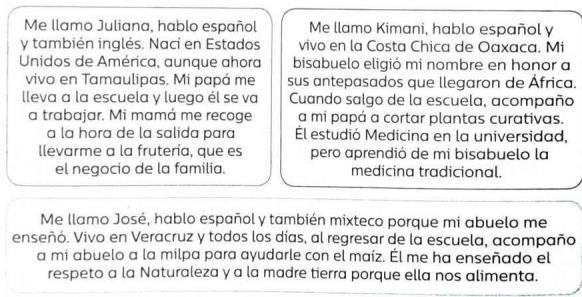 Me llamo Juliana, hablo español
y también inglés. Nací en Estados
Unidos de América, aunque ahora
vivo en Tamaulipas. Mi papá me
lleva a la escuela y luego él se va
a trabajar. Mi mamá me recoge
a la hora de la salida para
llevarme a la frutería, que es
el negocio de la familia.
Me llamo Kimani, hablo español y
vivo en la Costa Chica de Oaxaca. Mi
bisabuelo eligió mi nombre en honor a
sus antepasados que llegaron de África.
Cuando salgo de la escuela, acompaño
a mi papá a cortar plantas curativas.
Él estudió Medicina en la universidad,
pero aprendió de mi bisabuelo la
medicina tradicional.
Me llamo José, hablo español y también mixteco porque mi abuelo me
enseñó. Vivo en Veracruz y todos los días, al regresar de la escuela, acompaño
a mi abuelo a la milpa para ayudarle con el maíz. Él me ha enseñado el
respeto a la Naturaleza y a la madre tierra porque ella nos alimenta.